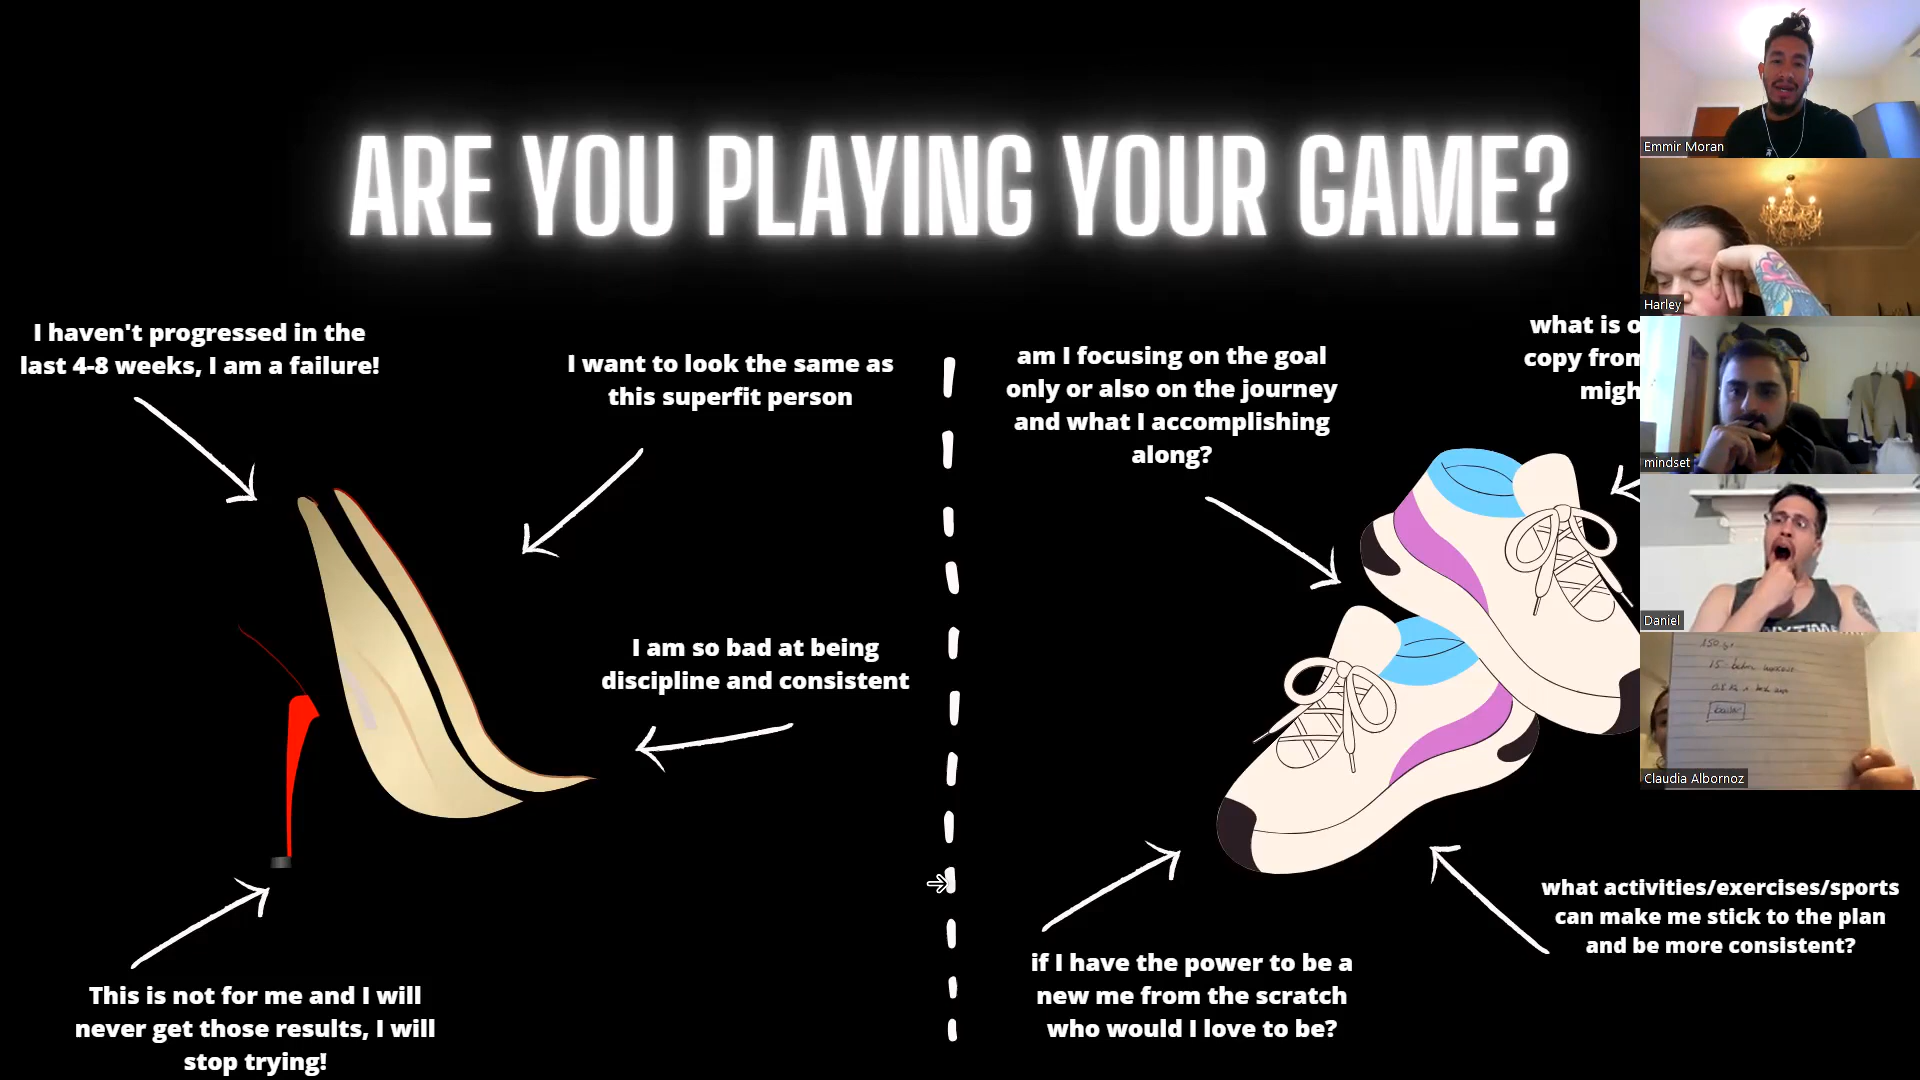 ARE YOU PLAYING YOUR GAME?
I haven't progressed in the
last 4-8 weeks, I am a failure!
I want to look the same as
this superfit person
I am so bad at being
discipline and consistent
This is not for me and I will
never get those results, I will
stop trying!
am I focusing on the goal
only or also on the journey
and what I accomplishing
along?
what is
copy from
if I have the power to be a
new me from the scratch
who would I love to be?
what activities/exercises/sports
can make me stick to the plan
and be more consistent?
Emmir Moran
Harley
mindset
Daniel
Claudia Albornoz